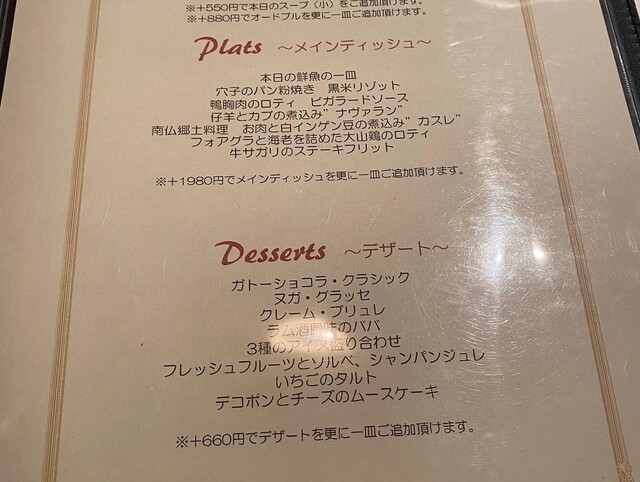 ※+550円で本日のスープ(小)をご追加頂けます。
※+880円でオードブルを更に一皿ご追加頂けます。
Plats ～メインディッシュ～
本日の鮮魚の一皿
穴子のパン粉焼き 黒米リゾット
鴨胸肉のロティ ビガラードソース
仔羊とカブの煮込み”ナヴァラン”
南仏郷土料理 お肉と白インゲン豆の煮込み”カスレ”
フォアグラと海老を詰めた大山鶏のロティ
牛サガリのステーキフリット
※+1980円でメインディッシュを更に一皿ご追加頂けます。
Desserts ～デザート～
ガトーショコラ・クラシック
ヌガ・グラッセ
クレーム・ブリュレ
ラム酒風味のババ
3種のアイス盛り合わせ
フレッシュフルーツとソルベ、シャンパンジュレ
いちごのタルト
デコポンとチーズのムースケーキ
※+660円でデザートを更に一皿ご追加頂けます。